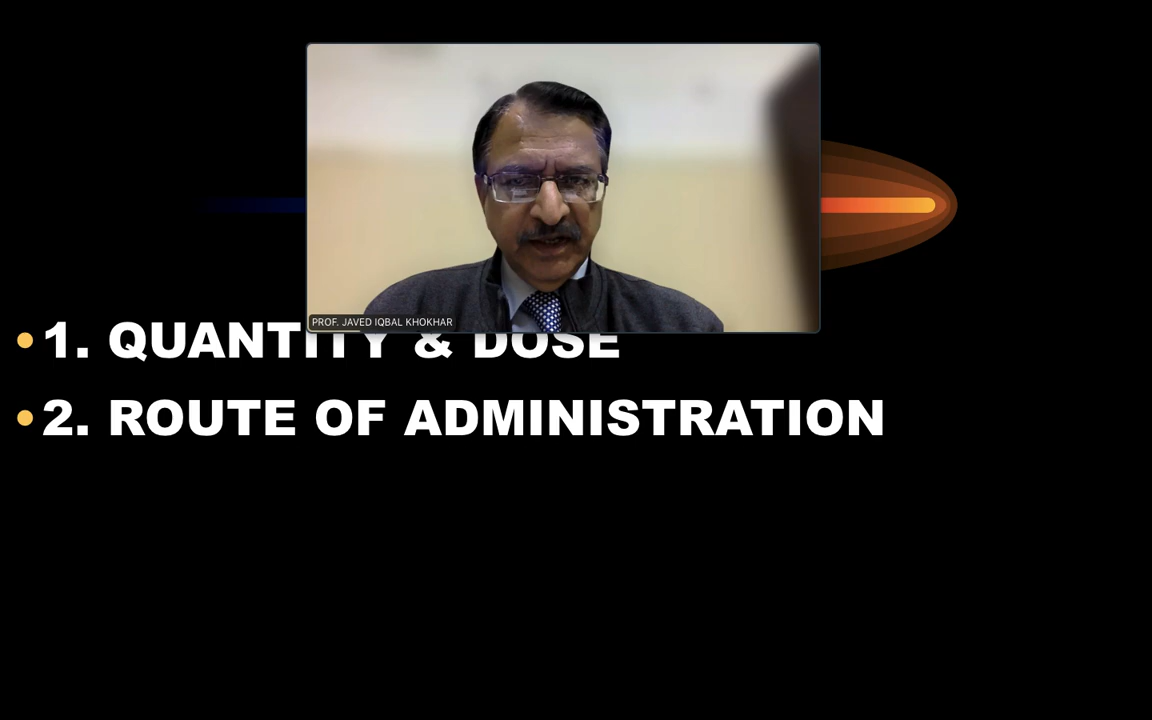 PROF. JAVED IQBAL KHOKHAR
• 1. QUANTITY & DOSE
• 2. ROUTE OF ADMINISTRATION